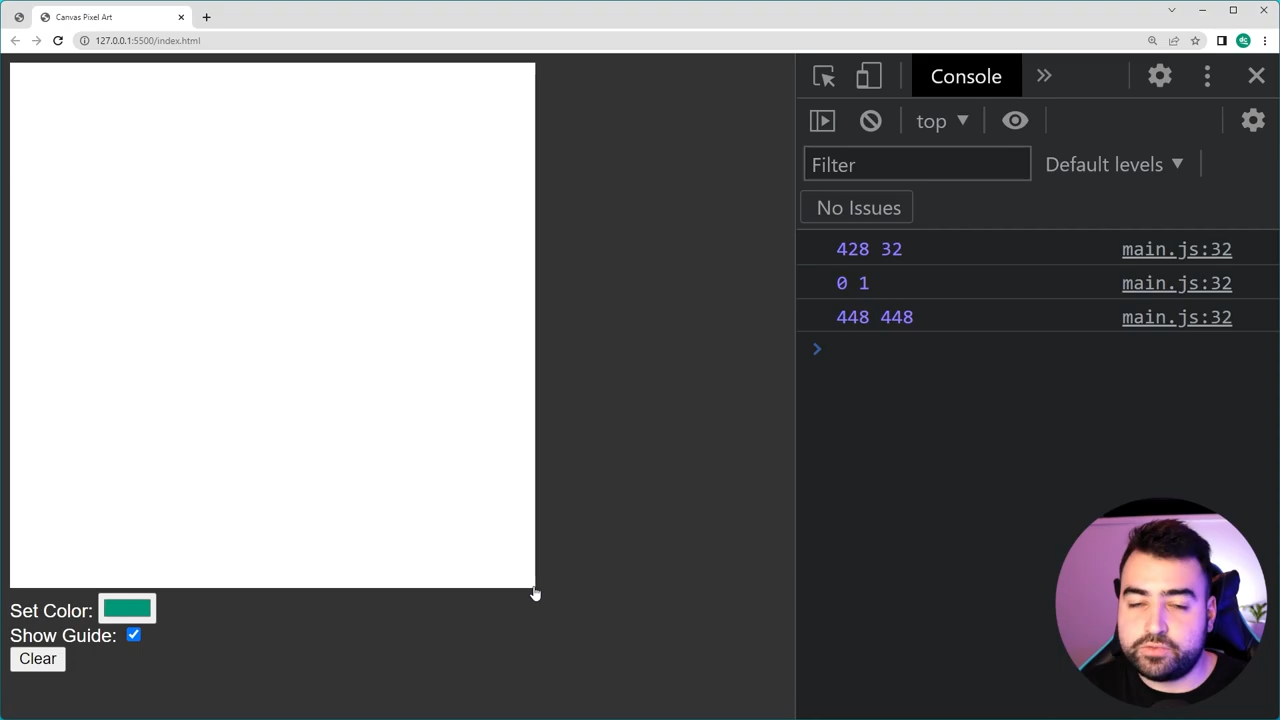 Canvas Pixel Art
127.0.0.1:5500/index.html
Console
top
Filter
Default levels
No Issues
428 32 main.js:32
0 1 main.js:32
448 448 main.js:32
Set Color:
Show Guide:
Clear